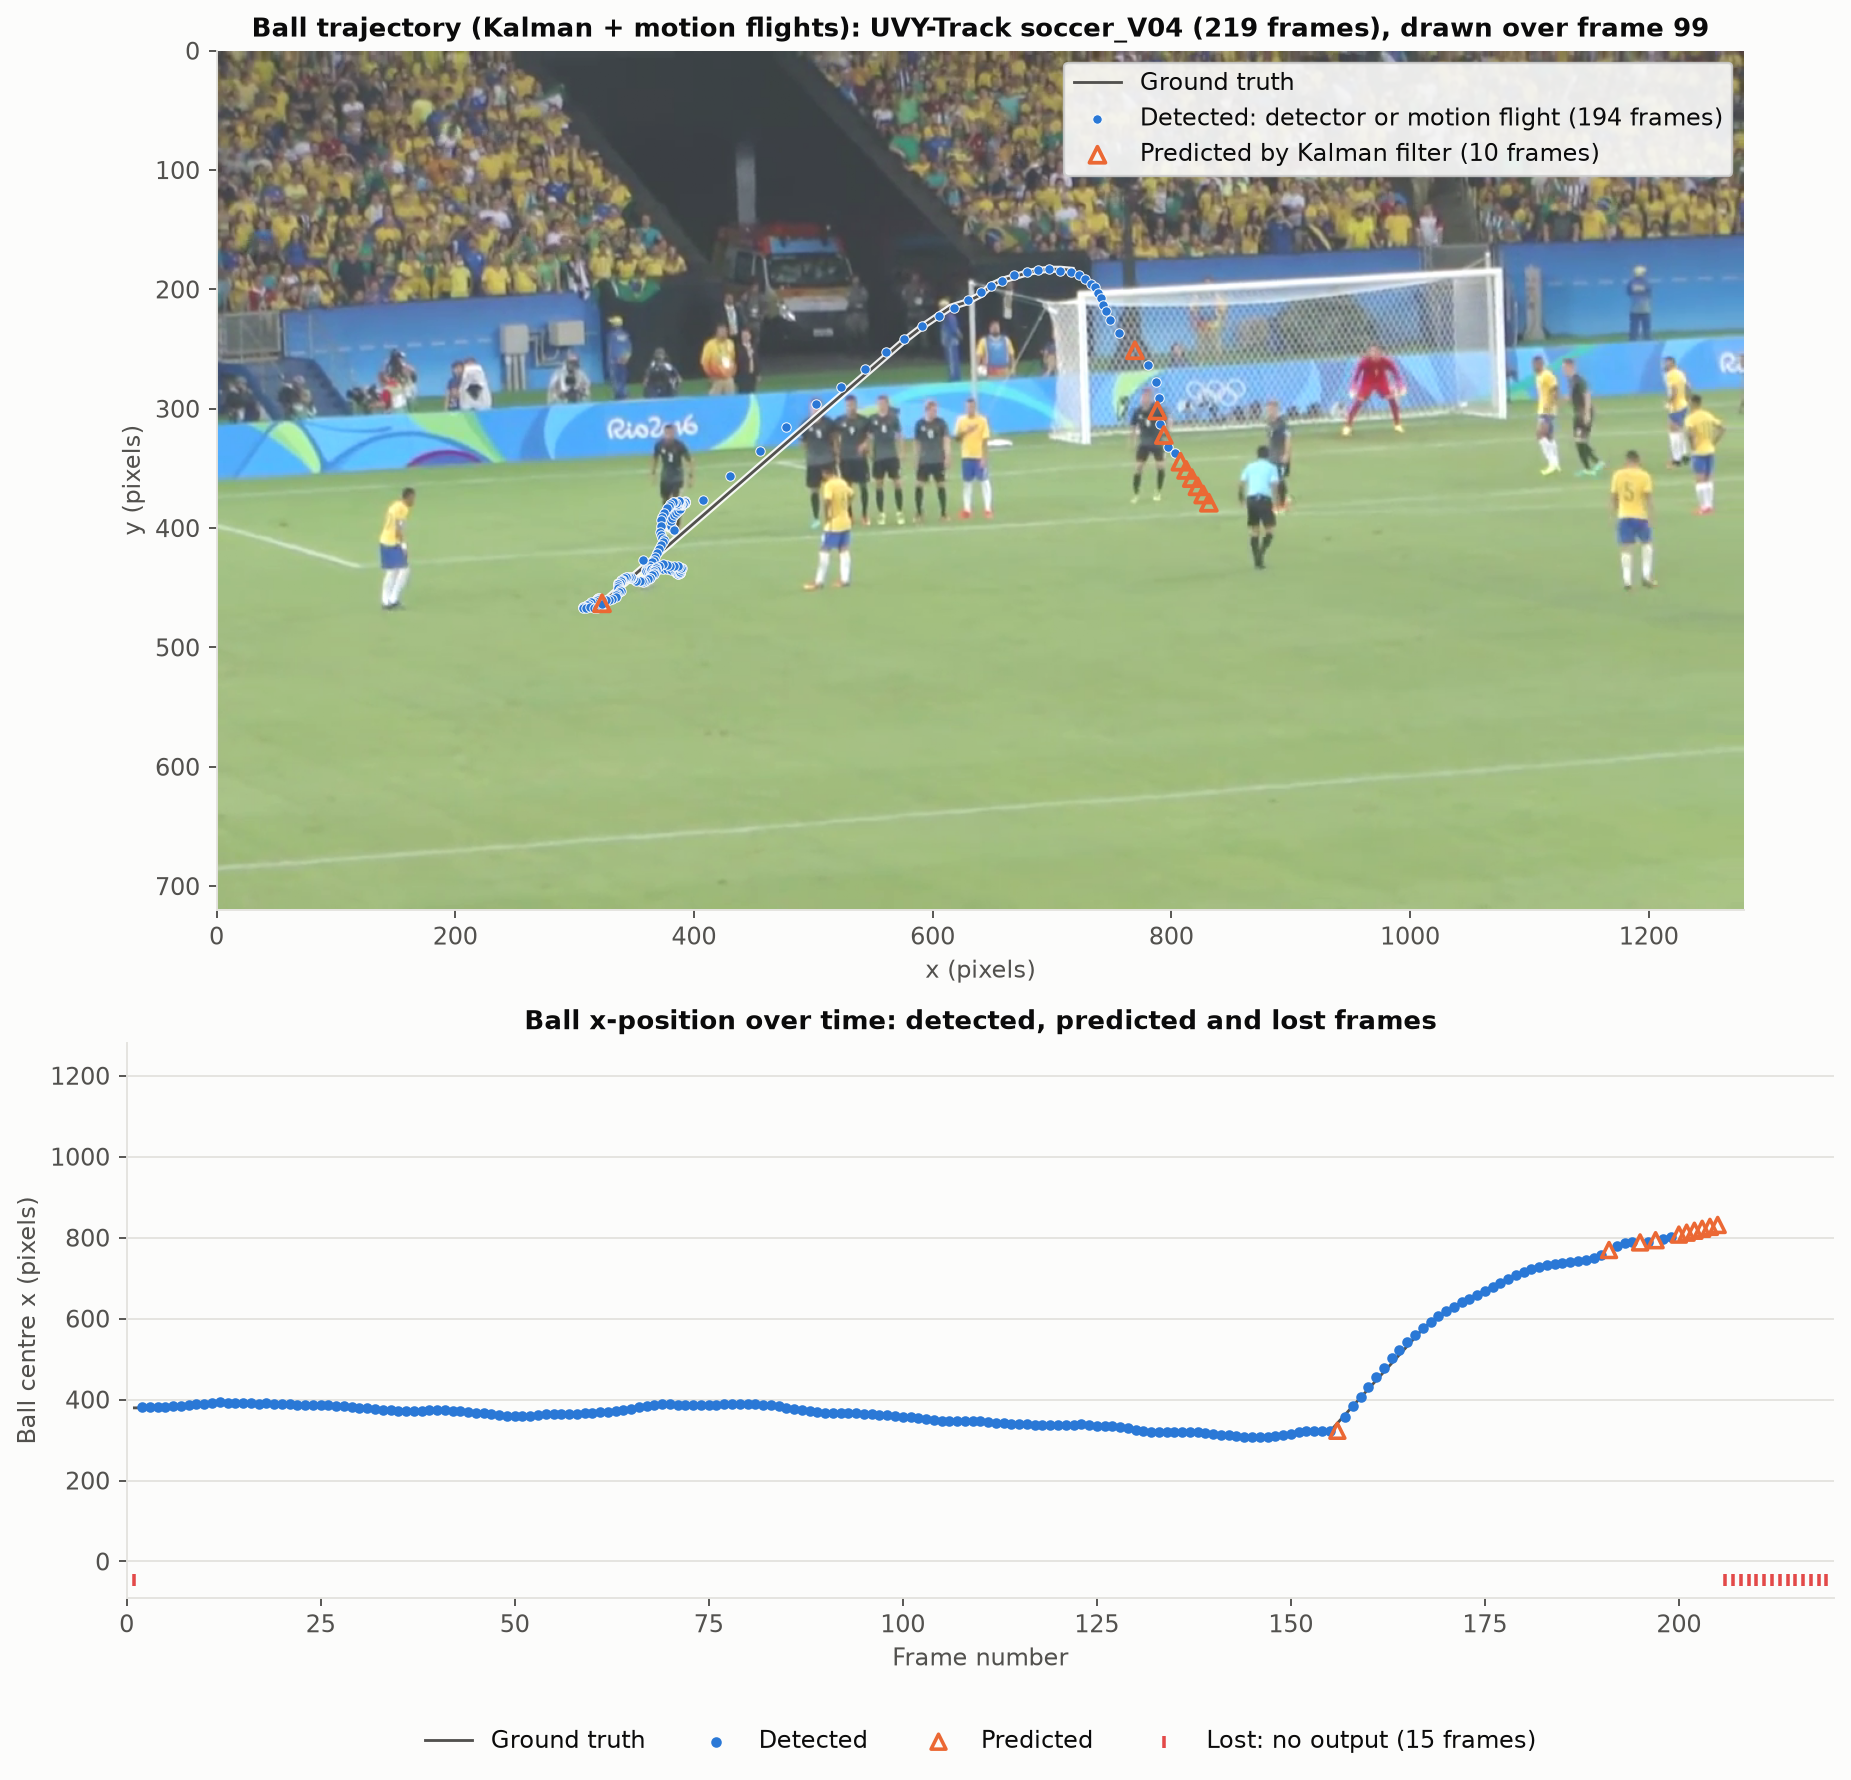 Ball trajectory (Kalman + motion flights): UVY-Track soccer_V04 (219 frames), drawn over frame 99
Ground truth
Detected: detector or motion flight (194 frames)
Predicted by Kalman filter (10 frames)
0
100
200
300
400
500
600
700
y (pixels)
Rio2016
5
0
200
400
600
800
1000
1200
x (pixels)
Ball x-position over time: detected, predicted and lost frames
1200
1000
800
600
400
200
0
Ball centre x (pixels)
0
25
50
75
100
125
150
175
200
Frame number
Ground truth
Detected
Predicted
Lost: no output (15 frames)